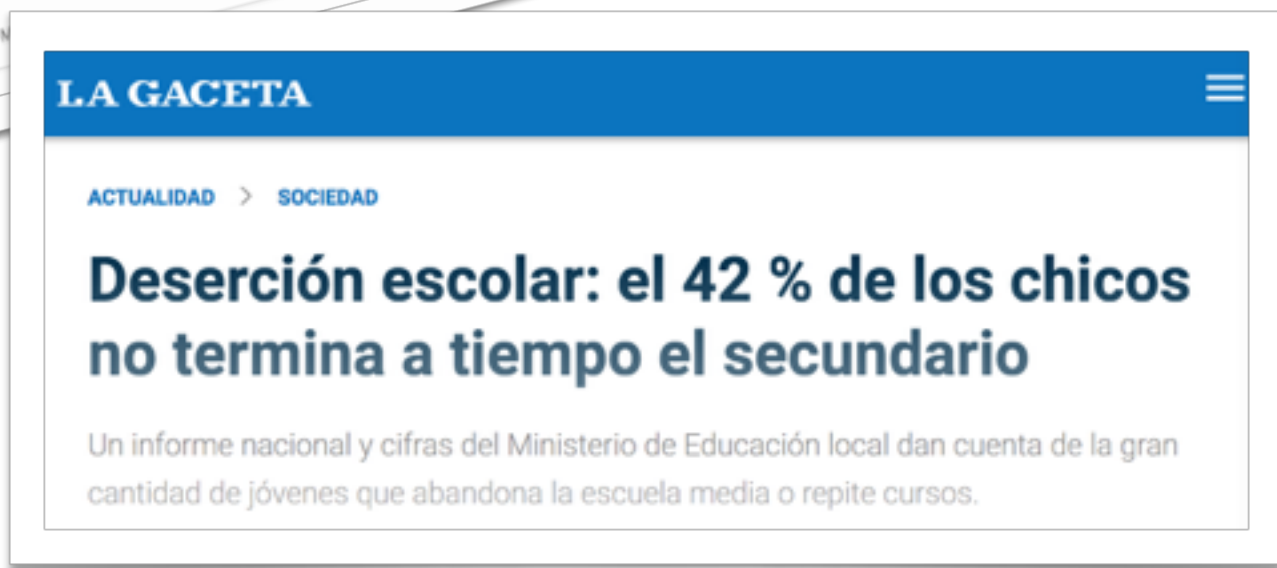 LA GACETA
ACTUALIDAD > SOCIEDAD
Deserción escolar: el 42 % de los chicos
no termina a tiempo el secundario
Un informe nacional y cifras del Ministerio de Educación local dan cuenta de la gran
cantidad de jóvenes que abandona la escuela media o repite cursos.